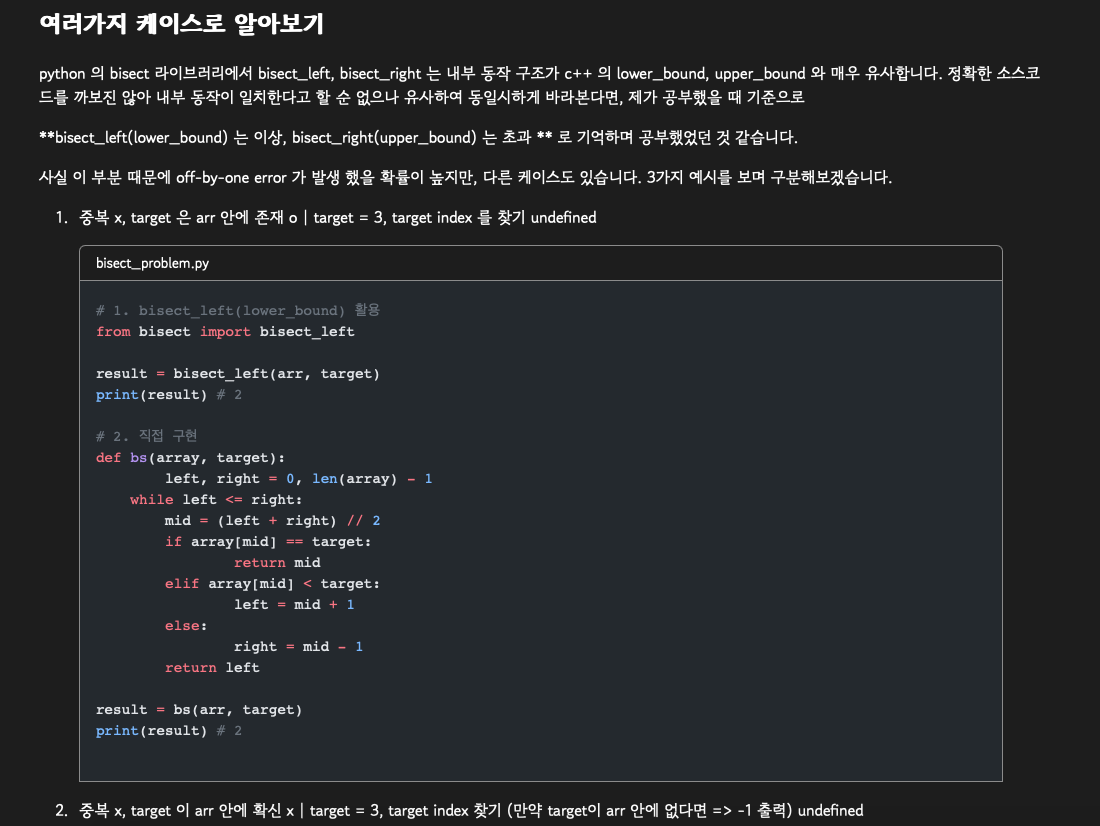 여러가지 케이스로 알아보기
python 의 bisect 라이브러리에서 bisect_left, bisect_right 는 내부 동작 구조가 c++ 의 lower_bound, upper_bound 와 매우 유사합니다. 정확한 소스코
드를 까보진 않아 내부 동작이 일치한다고 할 순 없으나 유사하여 동일시하게 바라본다면, 제가 공부했을 때 기준으로
**bisect_left(lower_bound) 는 이상, bisect_right(upper_bound) 는 초과 ** 로 기억하며 공부했었던 것 같습니다.
사실 이 부분 때문에 off-by-one error 가 발생 했을 확률이 높지만, 다른 케이스도 있습니다. 3가지 예시를 보며 구분해보겠습니다.
1. 중복 x, target 은 arr 안에 존재 o | target = 3, target index 를 찾기 undefined
bisect_problem.py
# 1. bisect_left(lower_bound) 활용
from bisect import bisect_left
result = bisect_left(arr, target)
print(result) # 2
# 2. 직접 구현
def bs(array, target):
        left, right = 0, len(array) - 1
    while left <= right:
        mid = (left + right) // 2
        if array[mid] == target:
                return mid
        elif array[mid] < target:
                left = mid + 1
        else:
                right = mid - 1
        return left
result = bs(arr, target)
print(result) # 2
2. 중복 x, target 이 arr 안에 확신 x | target = 3, target index 찾기 (만약 target이 arr 안에 없다면 => -1 출력) undefined